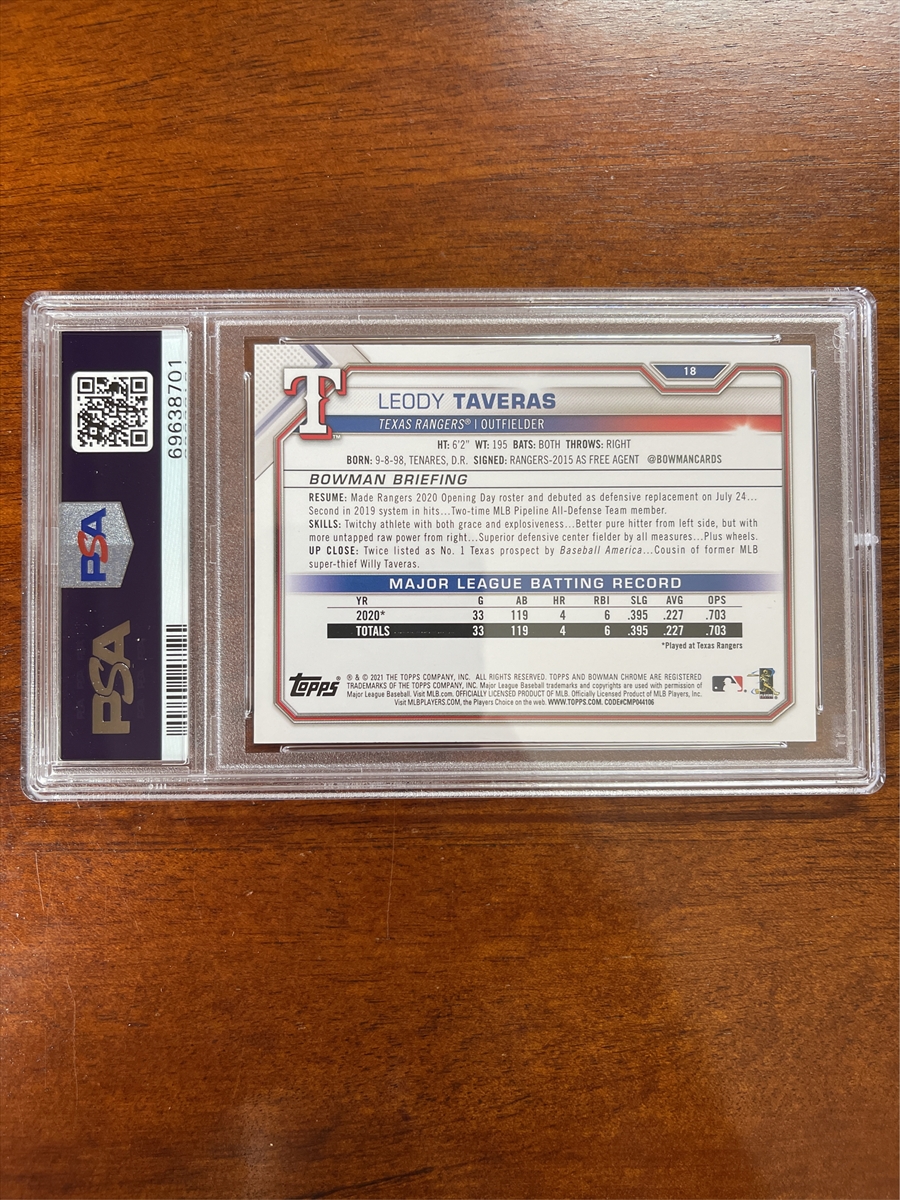 69638701
PSA
PSA
T
TM
18
LEODY TAVERAS
TEXAS RANGERS® | OUTFIELDER
HT: 6'2" WT: 195 BATS: BOTH THROWS: RIGHT
BORN: 9-8-98, TENARES, D.R. SIGNED: RANGERS-2015 AS FREE AGENT @BOWMANCARDS
BOWMAN BRIEFING
RESUME: Made Rangers 2020 Opening Day roster and debuted as defensive replacement on July 24...
Second in 2019 system in hits...Two-time MLB Pipeline All-Defense Team member.
SKILLS: Twitchy athlete with both grace and explosiveness...Better pure hitter from left side, but with
more untapped raw power from right...Superior defensive center fielder by all measures...Plus wheels.
UP CLOSE: Twice listed as No. 1 Texas prospect by Baseball America...Cousin of former MLB
super-thief Willy Taveras.
MAJOR LEAGUE BATTING RECORD
YR G AB HR RBI SLG AVG OPS
2020* 33 119 4 6 .395 .227 .703
TOTALS 33 119 4 6 .395 .227 .703
*Played at Texas Rangers
topps
® & © 2021 THE TOPPS COMPANY, INC. ALL RIGHTS RESERVED. TOPPS AND BOWMAN CHROME ARE REGISTERED
TRADEMARKS OF THE TOPPS COMPANY, INC. Major League Baseball trademarks and copyrights are used with permission of
Major League Baseball. Visit MLB.com. OFFICIALLY LICENSED PRODUCT OF MLB. Officially Licensed Product of MLB Players, Inc.
Visit MLBPLAYERS.COM, the Players Choice on the web. WWW.TOPPS.COM. CODE#CMP044106